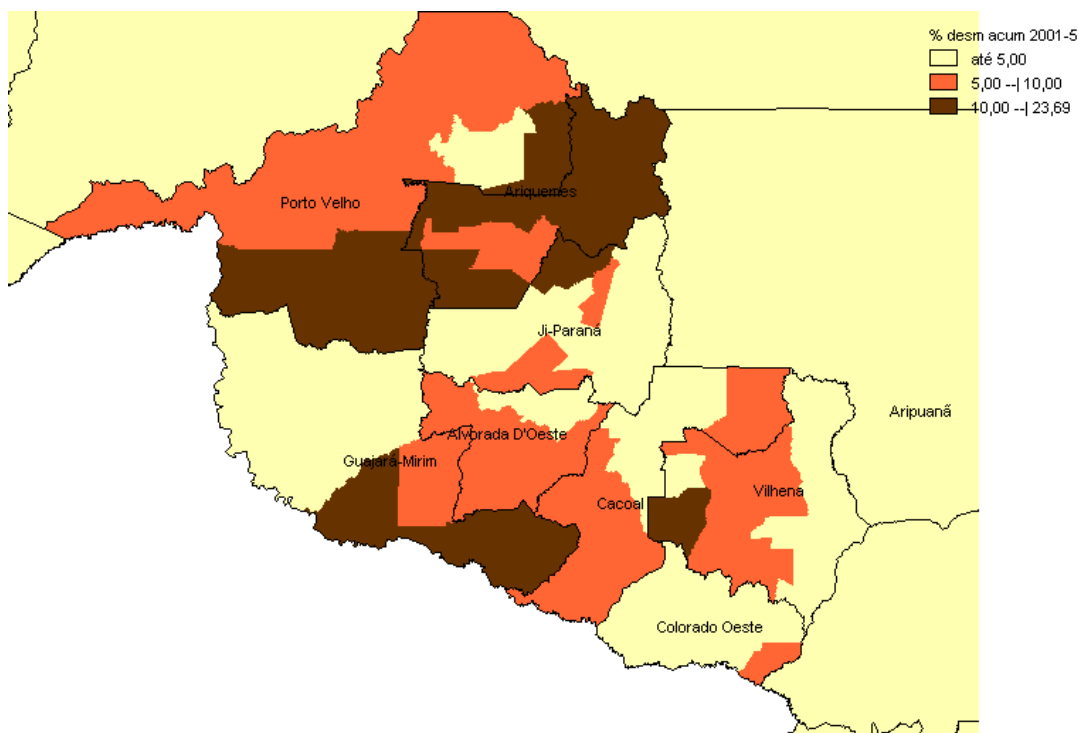 % desm acum 2001-5
até 5,00
5,00 --| 10,00
10,00 --| 23,69
Ariquemes
Porto Velho
Ji-Paraná
Aripuanã
Alvorada D'Oeste
Guajará-Mirim
Vilhena
Cacoal
Colorado Oeste